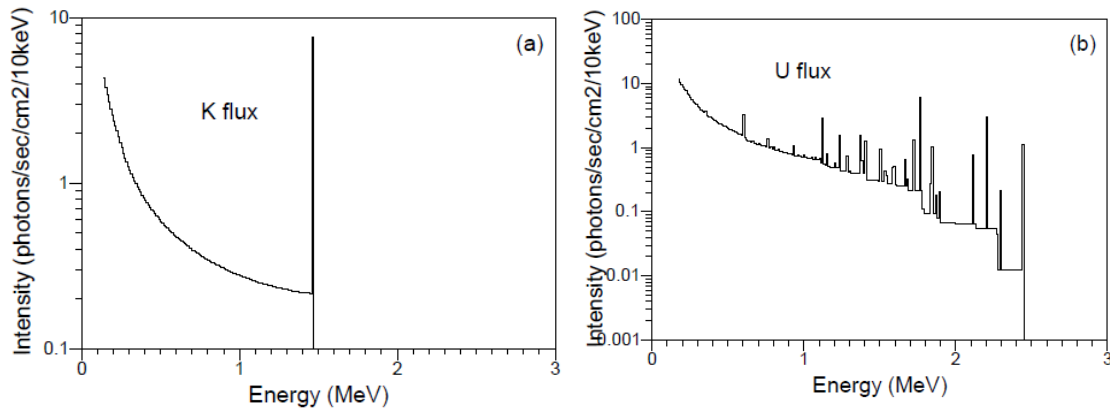 10
(a)
K flux
1
0.1
0
1
2
3
Energy (MeV)
Intensity (photons/sec/cm2/10keV)
100
(b)
U flux
10
1
0.1
0.01
0.001
0
1
2
3
Energy (MeV)
Intensity (photons/sec/cm2/10keV)